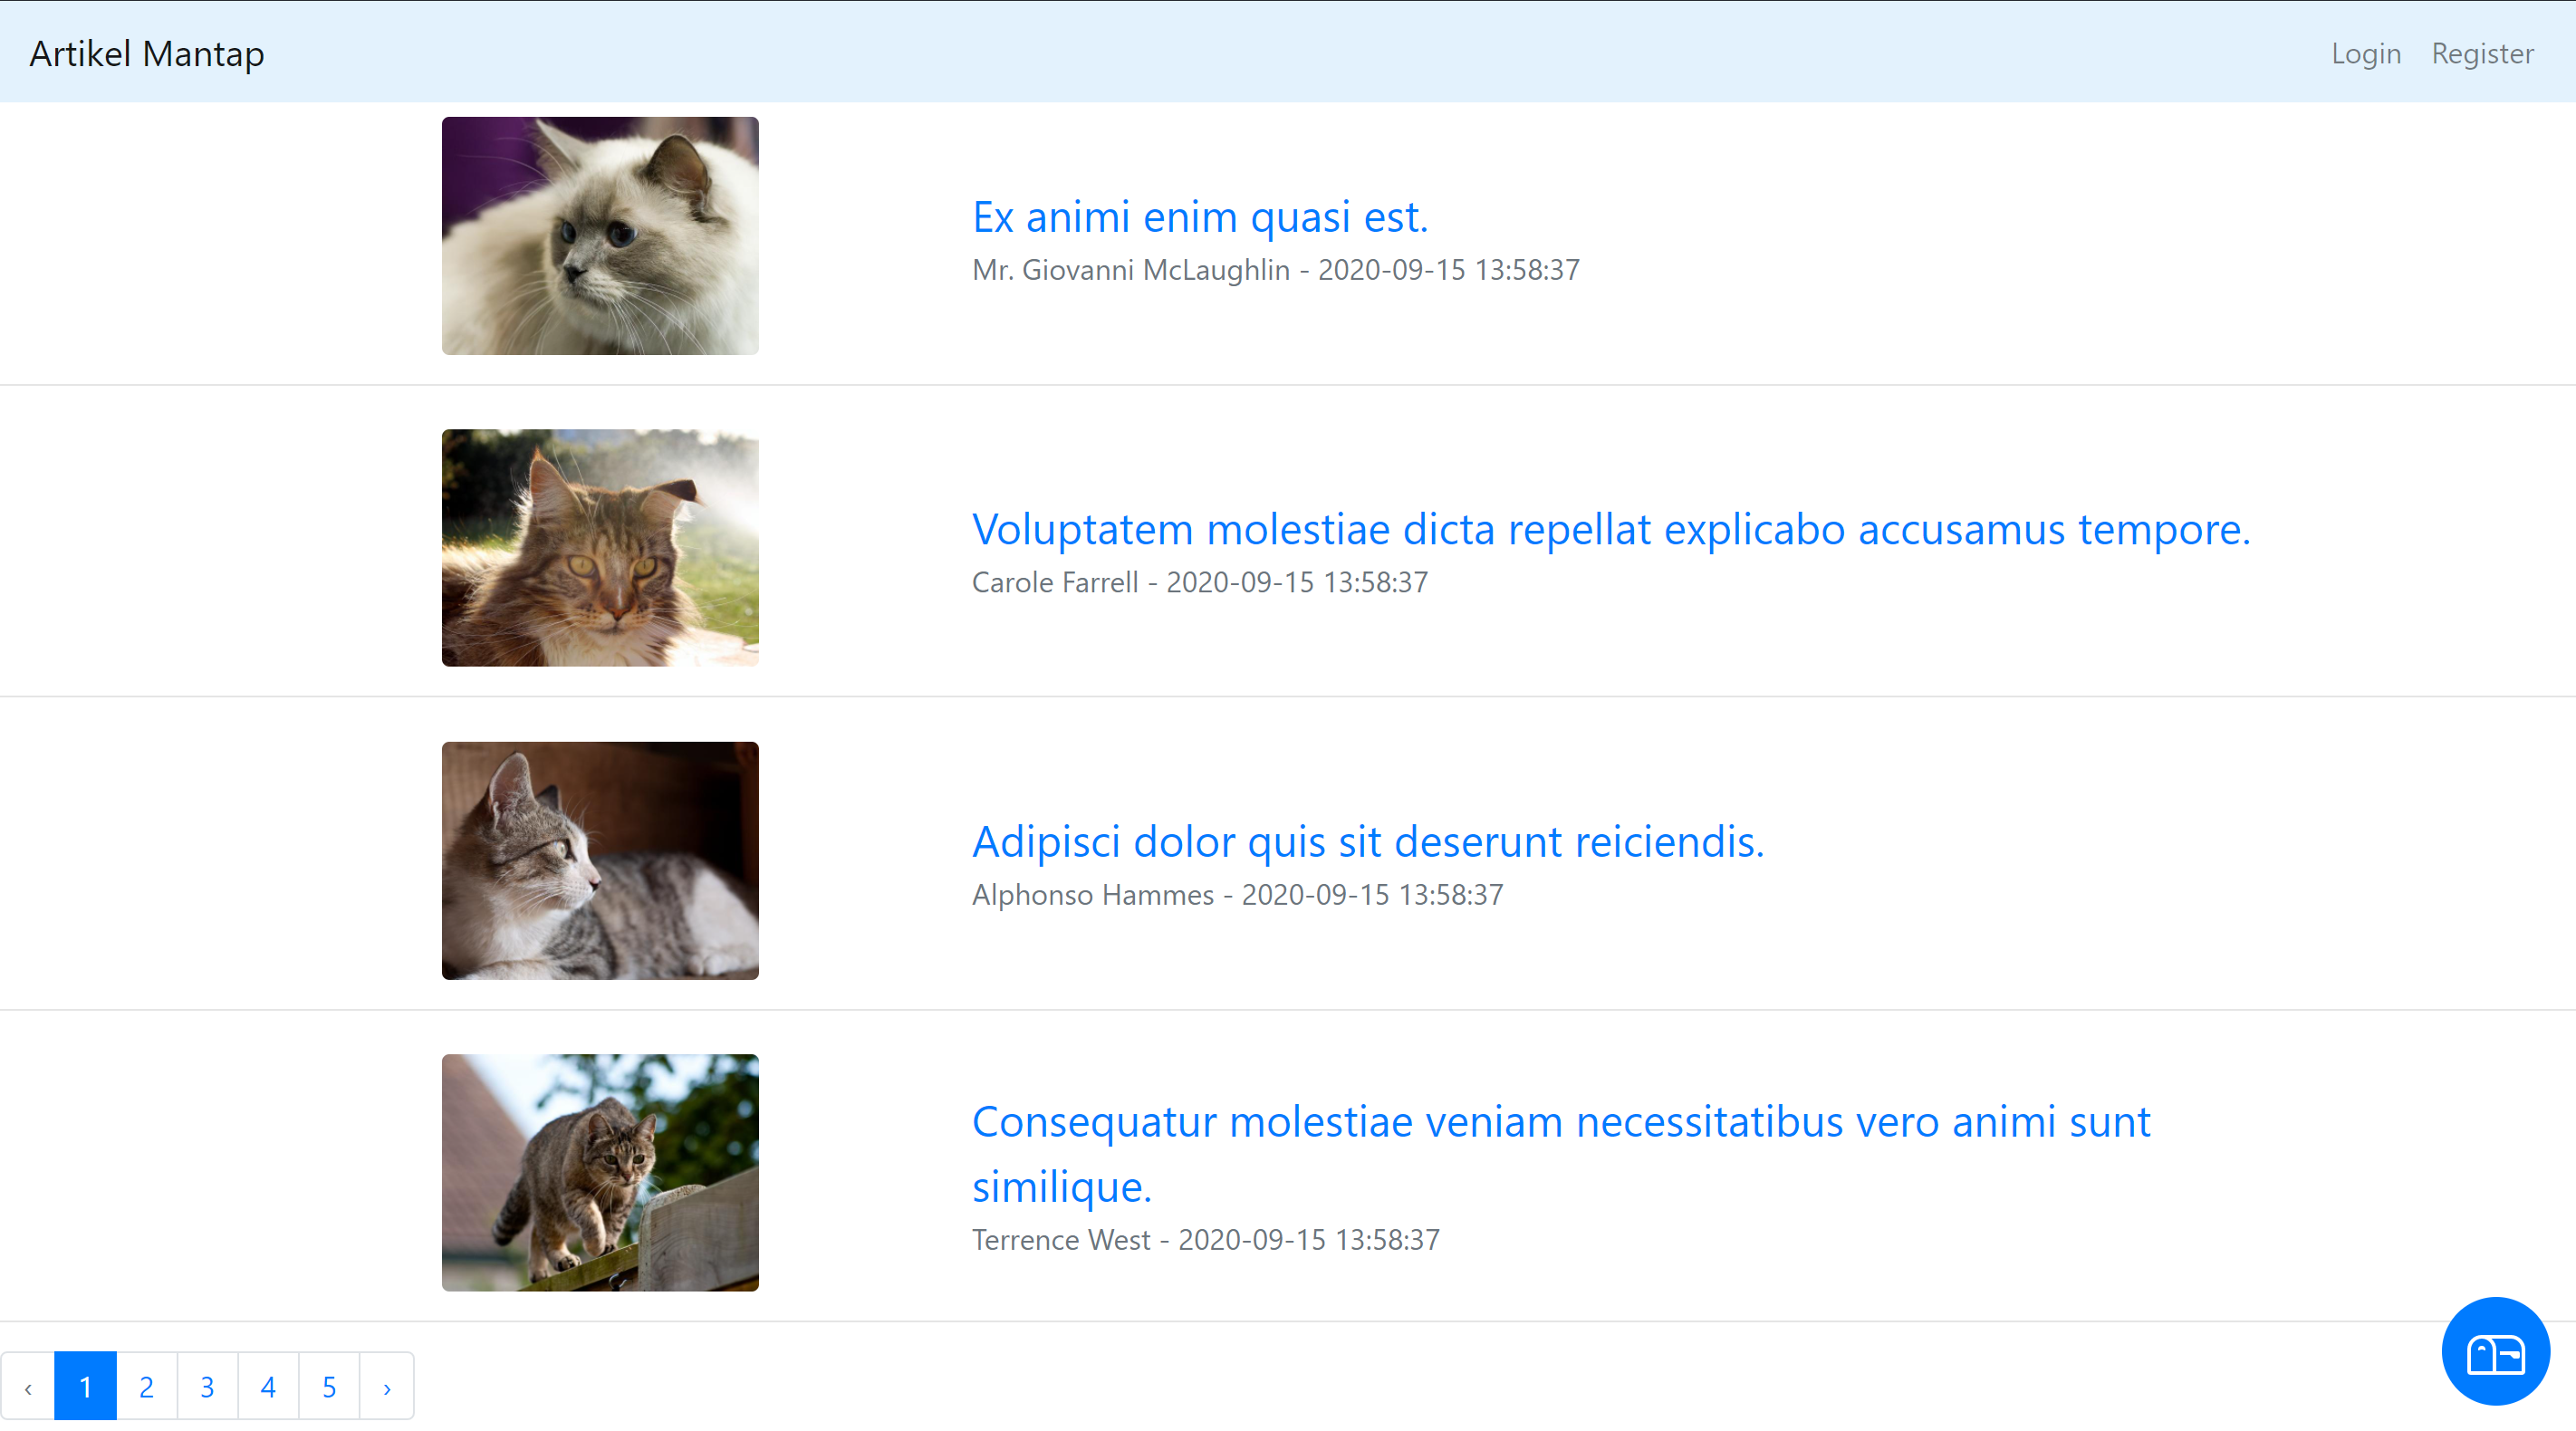 Artikel Mantap
Login Register
Ex animi enim quasi est.
Mr. Giovanni McLaughlin - 2020-09-15 13:58:37
Voluptatem molestiae dicta repellat explicabo accusamus tempore.
Carole Farrell - 2020-09-15 13:58:37
Adipisci dolor quis sit deserunt reiciendis.
Alphonso Hammes - 2020-09-15 13:58:37
Consequatur molestiae veniam necessitatibus vero animi sunt
similique.
Terrence West - 2020-09-15 13:58:37
‹ 1 2 3 4 5 ›